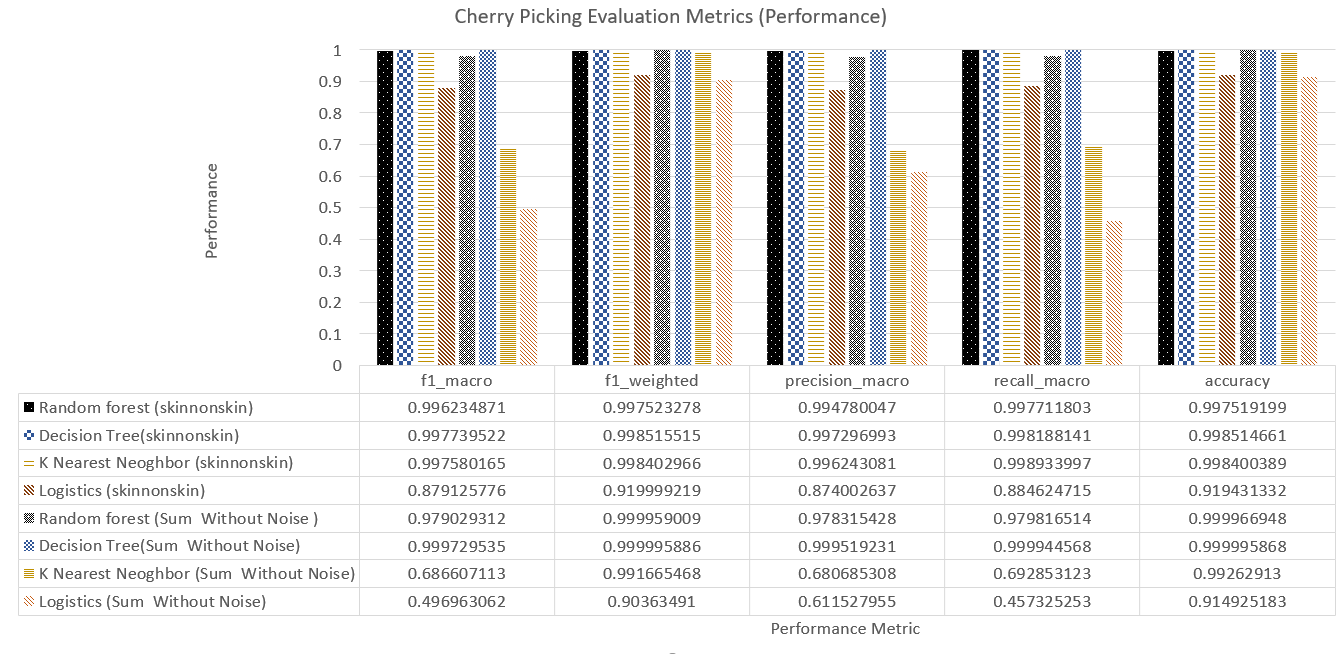 Cherry Picking Evaluation Metrics (Performance)
Performance
1
0.9
0.8
0.7
0.6
0.5
0.4
0.3
0.2
0.1
0
f1_macro f1_weighted precision_macro recall_macro accuracy
Random forest (skinnonskin) 0.996234871 0.997523278 0.994780047 0.997711803 0.997519199
Decision Tree(skinnonskin) 0.997739522 0.998515515 0.997296993 0.998188141 0.998514661
K Nearest Neoghbor (skinnonskin) 0.997580165 0.998402966 0.996243081 0.998933997 0.998400389
Logistics (skinnonskin) 0.879125776 0.919999219 0.874002637 0.884624715 0.919431332
Random forest (Sum Without Noise ) 0.979029312 0.999959009 0.978315428 0.979816514 0.999966948
Decision Tree(Sum Without Noise) 0.999729535 0.999995886 0.999519231 0.999944568 0.999995868
K Nearest Neoghbor (Sum Without Noise) 0.686607113 0.991665468 0.680685308 0.692853123 0.99262913
Logistics (Sum Without Noise) 0.496963062 0.90363491 0.611527955 0.457325253 0.914925183
Performance Metric